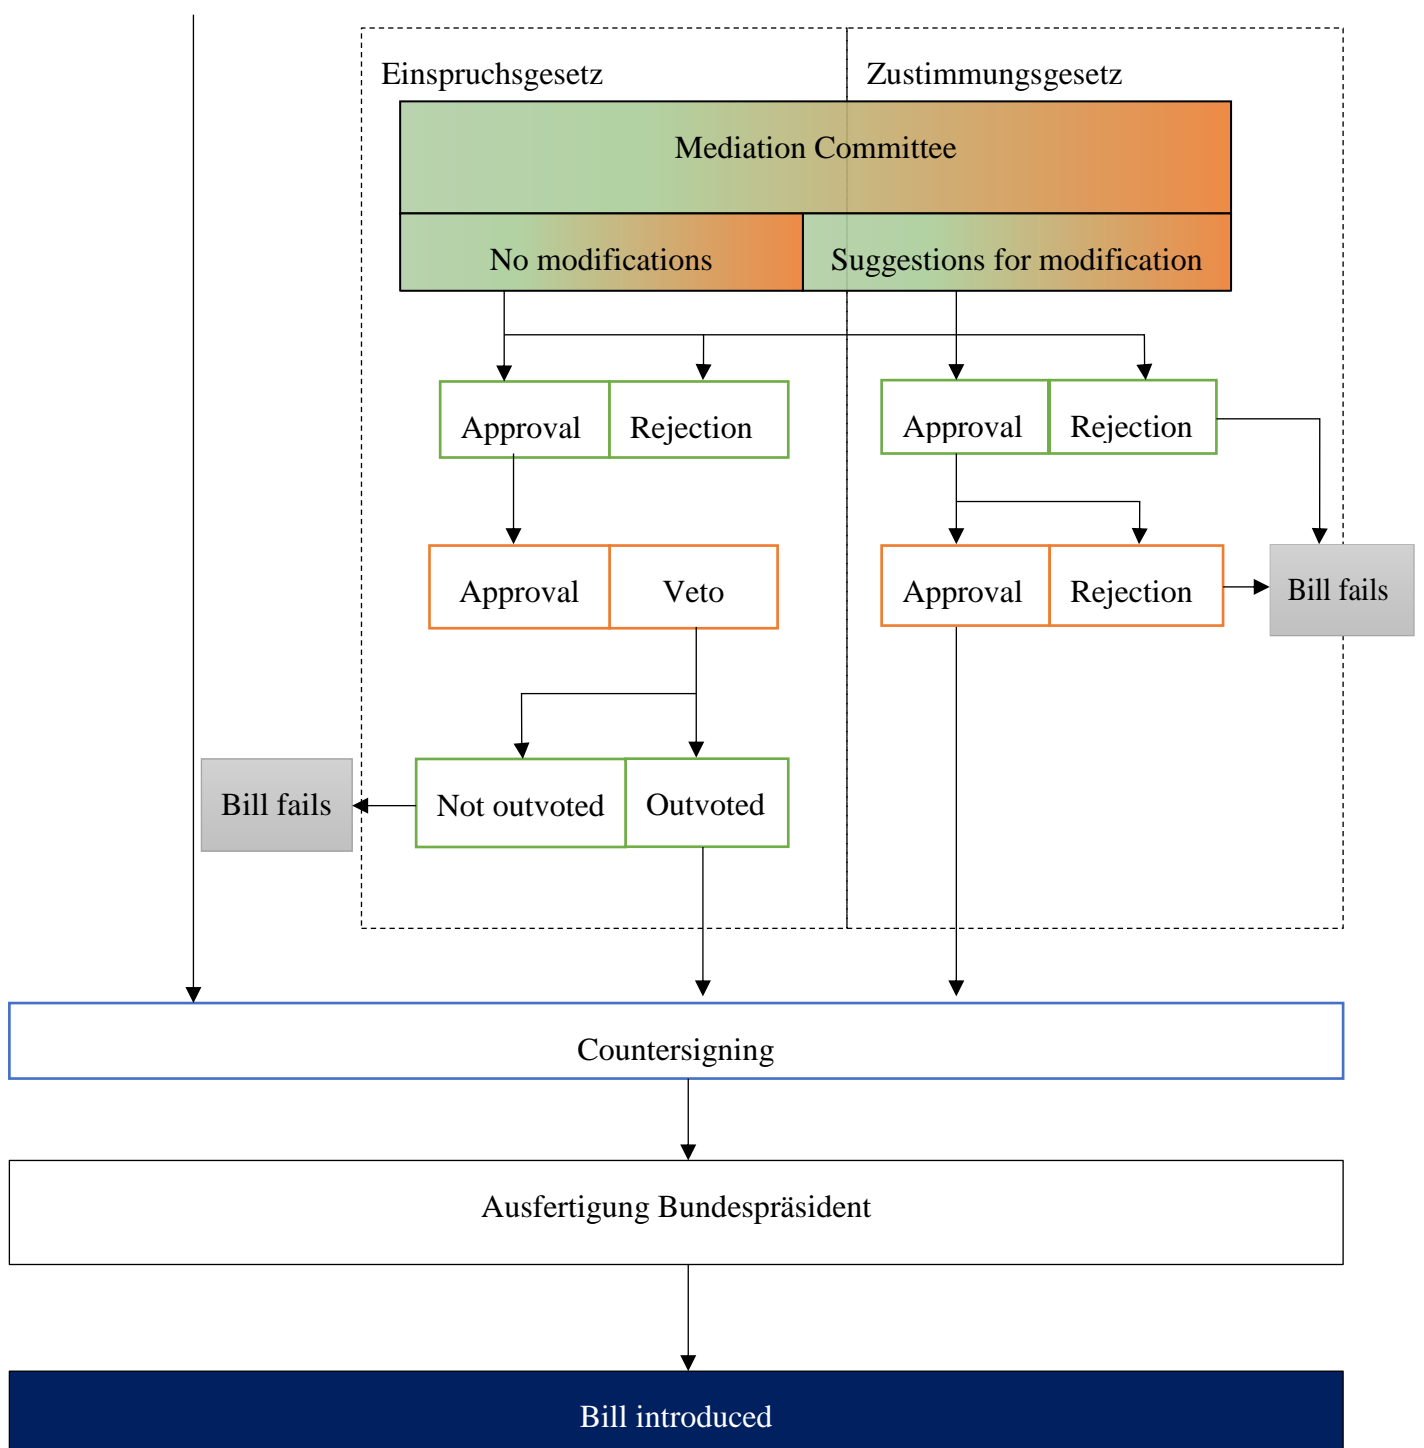 Einspruchsgesetz
Zustimmungsgesetz
Mediation Committee
No modifications
Suggestions for modification
Approval
Rejection
Approval
Rejection
Approval
Veto
Approval
Rejection
Bill fails
Bill fails
Not outvoted
Outvoted
Countersigning
Ausfertigung Bundespräsident
Bill introduced